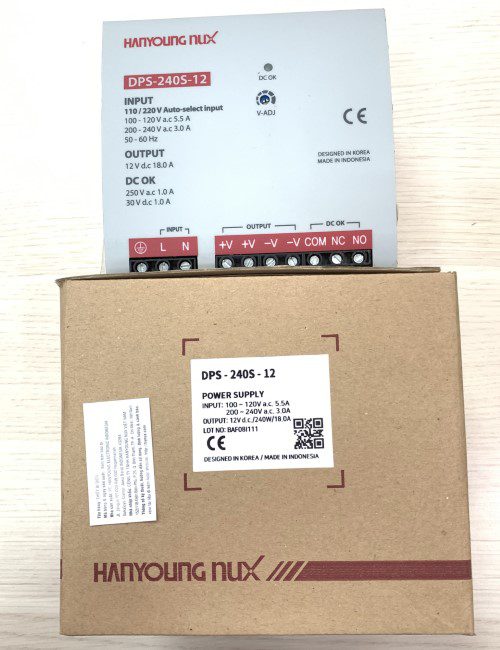 HANYOUNG NUX
DPS-240S-12
INPUT
110 / 220 V Auto-select input
100 - 120V a.c 5.5 A
200 - 240V a.c 3.0 A
50 - 60 Hz
OUTPUT
12 V d.c 18.0 A
DC OK
250 V a.c 1.0 A
30 V d.c 1.0 A
DC OK
V-ADJ
CE
DESIGNED IN KOREA
MADE IN INDONESIA
INPUT
OUTPUT
DC OK
L N
+V +V −V −V COM NC NO
DPS - 240S - 12
POWER SUPPLY
INPUT: 100 ~ 120V a.c. 5.5A
200 ~ 240V a.c. 3.0A
OUTPUT: 12V d.c./240W/18.0A
LOT NO: BAF08I111
CE
DESIGNED IN KOREA / MADE IN INDONESIA
HANYOUNG NUX